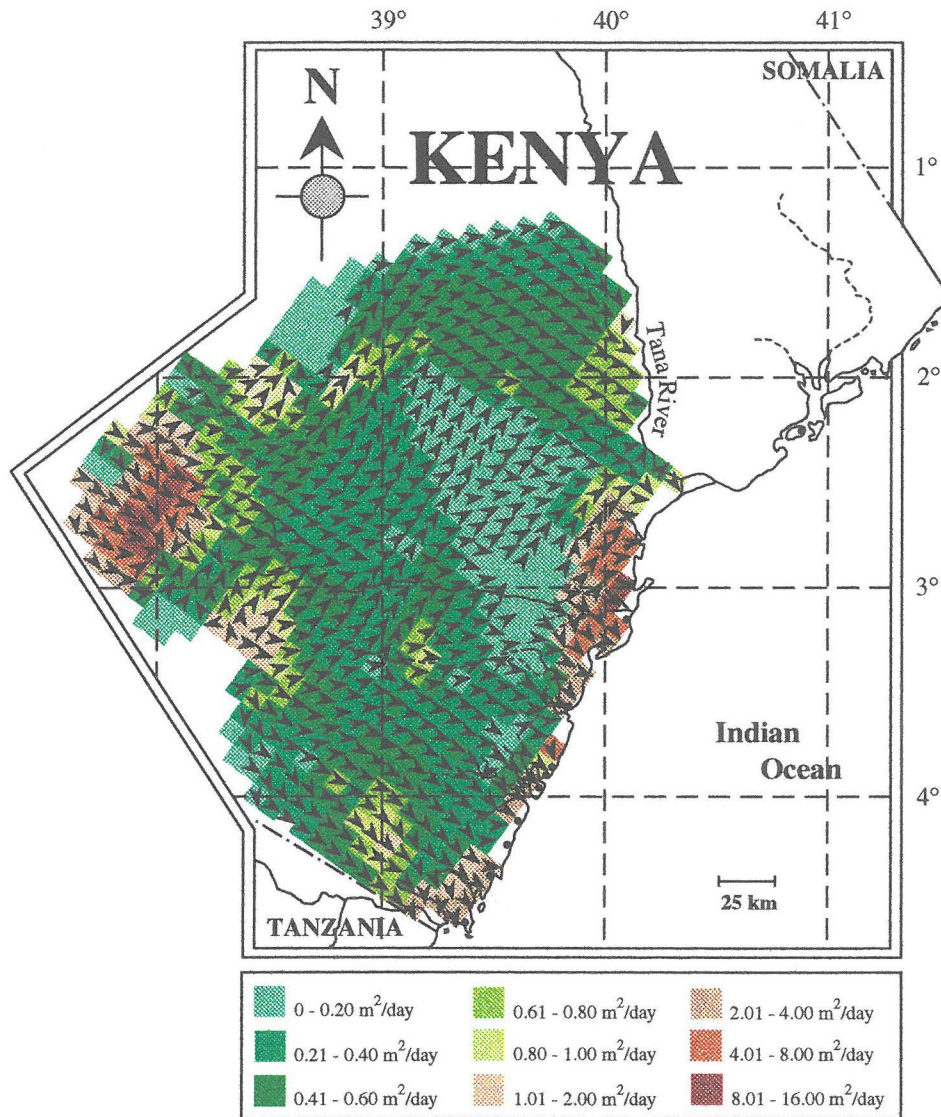 39° 40° 41°
SOMALIA
N
KENYA
1°
Tana River
2°
3°
Indian
Ocean
4°
25 km
TANZANIA
0 - 0.20 m²/day
0.21 - 0.40 m²/day
0.41 - 0.60 m²/day
0.61 - 0.80 m²/day
0.80 - 1.00 m²/day
1.01 - 2.00 m²/day
2.01 - 4.00 m²/day
4.01 - 8.00 m²/day
8.01 - 16.00 m²/day